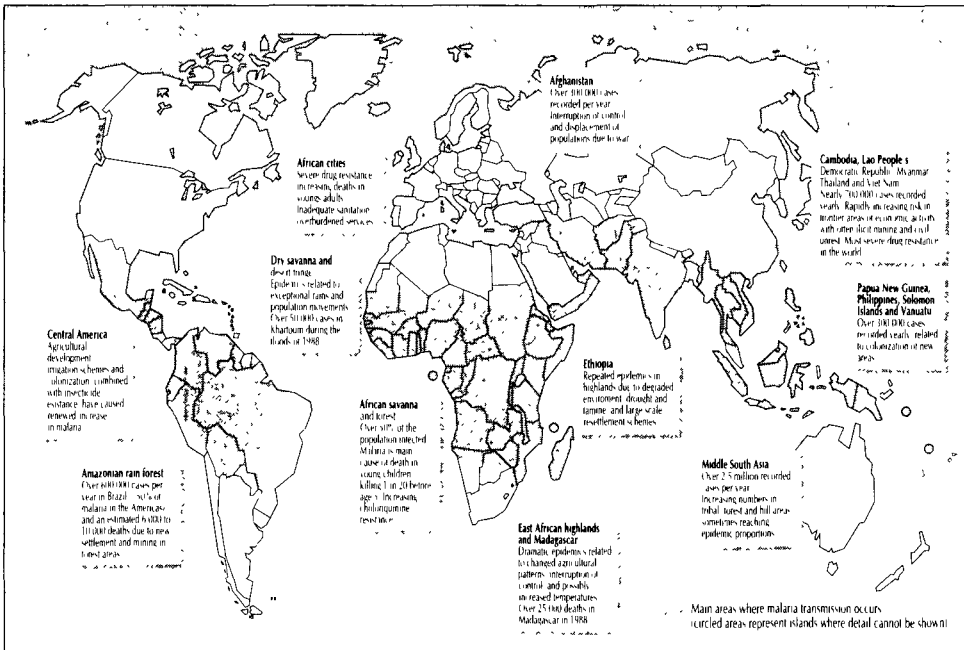 Afghanistan
Over 300 000 cases
recorded per year
Interruption of control
and displacement of
populations due to war
African cities
Severe drug resistance
increasing deaths in
youngs adults
Inadequate sanitation
overburdened services
Cambodia, Lao People s
Democratic Republic Myanmar
Thailand and Viet Nam
Nearly 700 000 cases recorded
yearly Rapidly increasing risk in
frontier areas of economic activity
with often illicit mining and civil
unrest Most severe drug resistance
in the world
Dry savanna and
desert fringe
Epidemics related to
exceptional rains and
population movements
Over 50 000 cases in
Khartoum during the
floods of 1988
Papua New Guinea,
Philippines, Solomon
Islands and Vanuatu
Over 300 000 cases
recorded yearly related
to colonization of new
areas
Central America
Agricultural
development
irrigation schemes and
colonization combined
with insecticide
existance have caused
renewed increase
in malaria
Ethiopia
Repeated epidemics in
highlands due to degraded
enviroment drought and
famine and large scale
resettlement schemes
African savanna
and forest
Over 50% of the
population infected
Malaria is main
cause of death in
young children
killing 1 in 20 before
age 5 Increasing
resistance
Amazonian rain forest
Over 600 000 cases per
year in Brazil 50% of
malaria in the Americas
and an estimated 6 000 to
10 000 deaths due to new
settlement and mining in
forest areas
Middle South Asia
Over 2 5 million recorded
cases per year
Increasing numbers in
tribal forest and hill areas
sometimes reaching
epidemic proportions
East African highlands
and Madagascar
Dramatic epidemics related
to changed agricultural
patterns interruption of
control and possibly
increased temperatures
Over 25 000 deaths in
Madagascar in 1988
Main areas where malaria transmission occurs
(circled areas represent islands where detail cannot be shown)